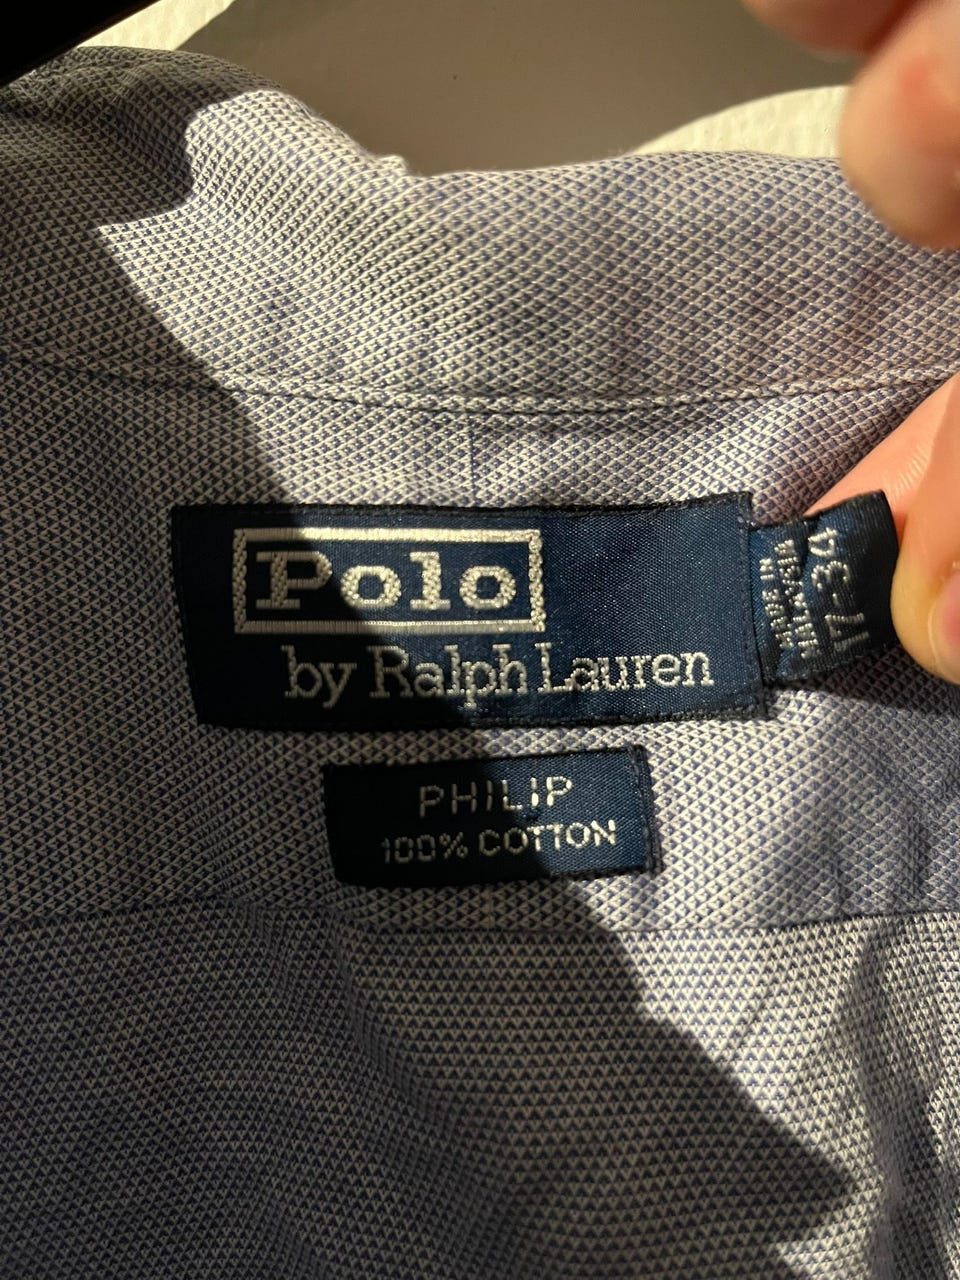 Polo
by Ralph Lauren
17-34
PHILIP
100% COTTON